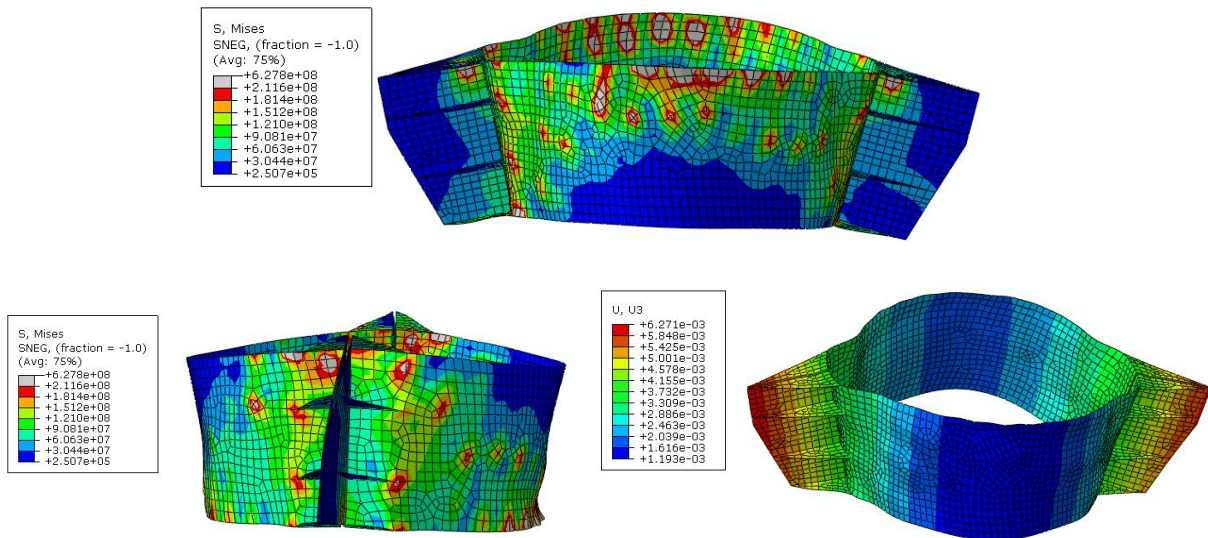 S, Mises
SNEG, (fraction = -1.0)
(Avg: 75%)
+6.278e+08
+2.116e+08
+1.814e+08
+1.512e+08
+1.210e+08
+9.081e+07
+6.063e+07
+3.044e+07
+2.507e+05
S, Mises
SNEG, (fraction = -1.0)
(Avg: 75%)
+6.278e+08
+2.116e+08
+1.814e+08
+1.512e+08
+1.210e+08
+9.081e+07
+6.063e+07
+3.044e+07
+2.507e+05
U, U3
+6.271e-03
+5.848e-03
+5.425e-03
+5.001e-03
+4.578e-03
+4.155e-03
+3.732e-03
+3.309e-03
+2.886e-03
+2.463e-03
+2.039e-03
+1.616e-03
+1.193e-03